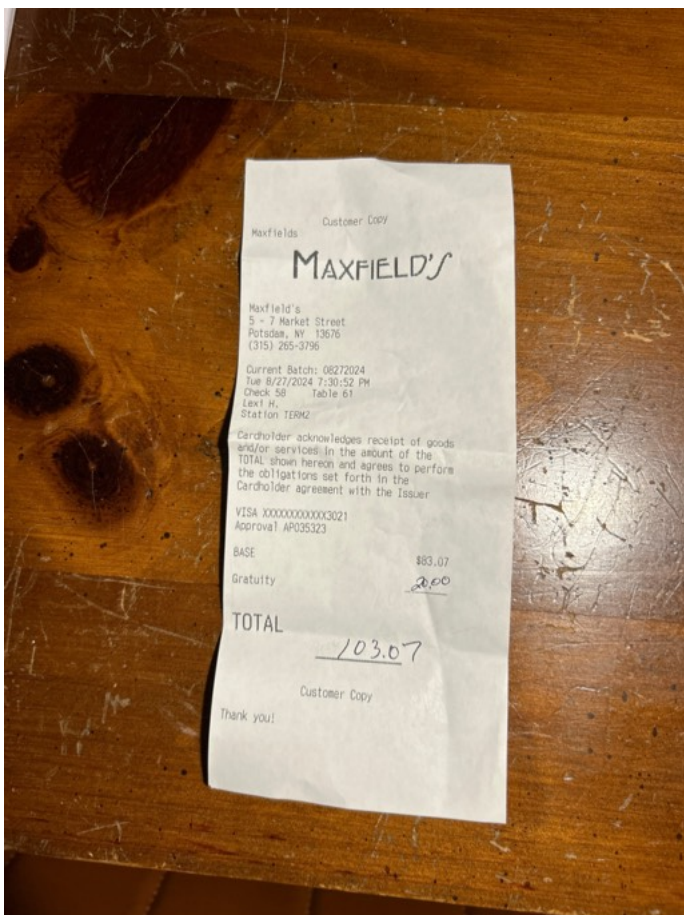 Customer Copy
Maxfields
MAXFIELD'S
Maxfield's
5 - 7 Market Street
Potsdam, NY 13676
(315) 265-3796
Current Batch: 08272024
Tue 8/27/2024 7:30:52 PM
Check 58 Table 61
Lexi H.
Station TERM2
Cardholder acknowledges receipt of goods
and/or services in the amount of the
TOTAL shown hereon and agrees to perform
the obligations set forth in the
Cardholder agreement with the Issuer
VISA XXXXXXXXXXXX3021
Approval AP035323
BASE $83.07
Gratuity 20.00
TOTAL 103.07
Customer Copy
Thank you!